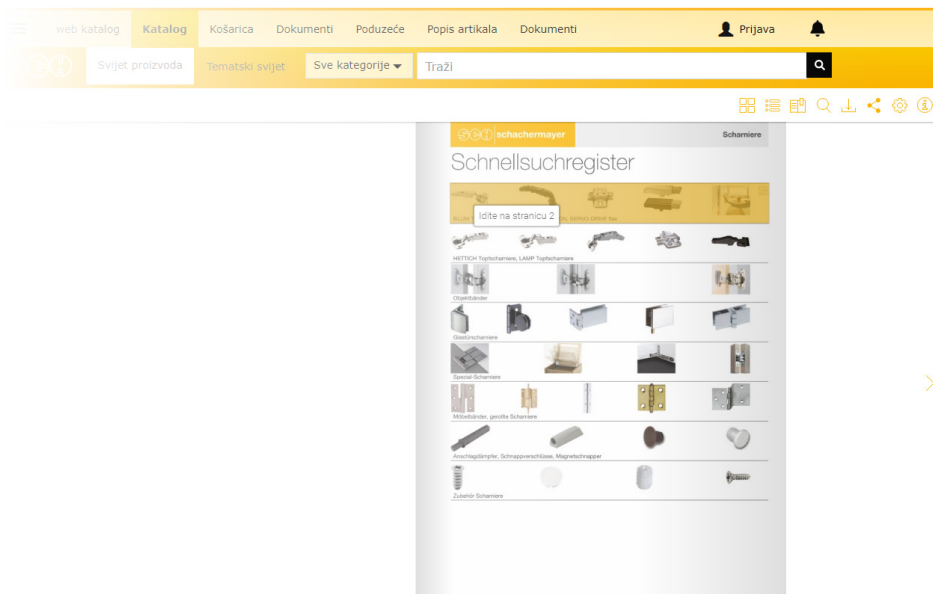 web katalog Katalog Košarica Dokumenti Poduzeće Popis artikala Dokumenti Prijava
Svijet proizvoda Tematski svijet Sve kategorije Traži
schachermayer Scharniere
Schnellsuchregister
Idite na stranicu 2
HETTICH Topfscharniere, LAMP Topfscharniere
Objektbänder
Glastürscharniere
Spezial-Scharniere
Möbelbänder, gerollte Scharniere
Anschlagdämpfer, Schnappverschlüsse, Magnetschnapper
Zubehör Scharniere